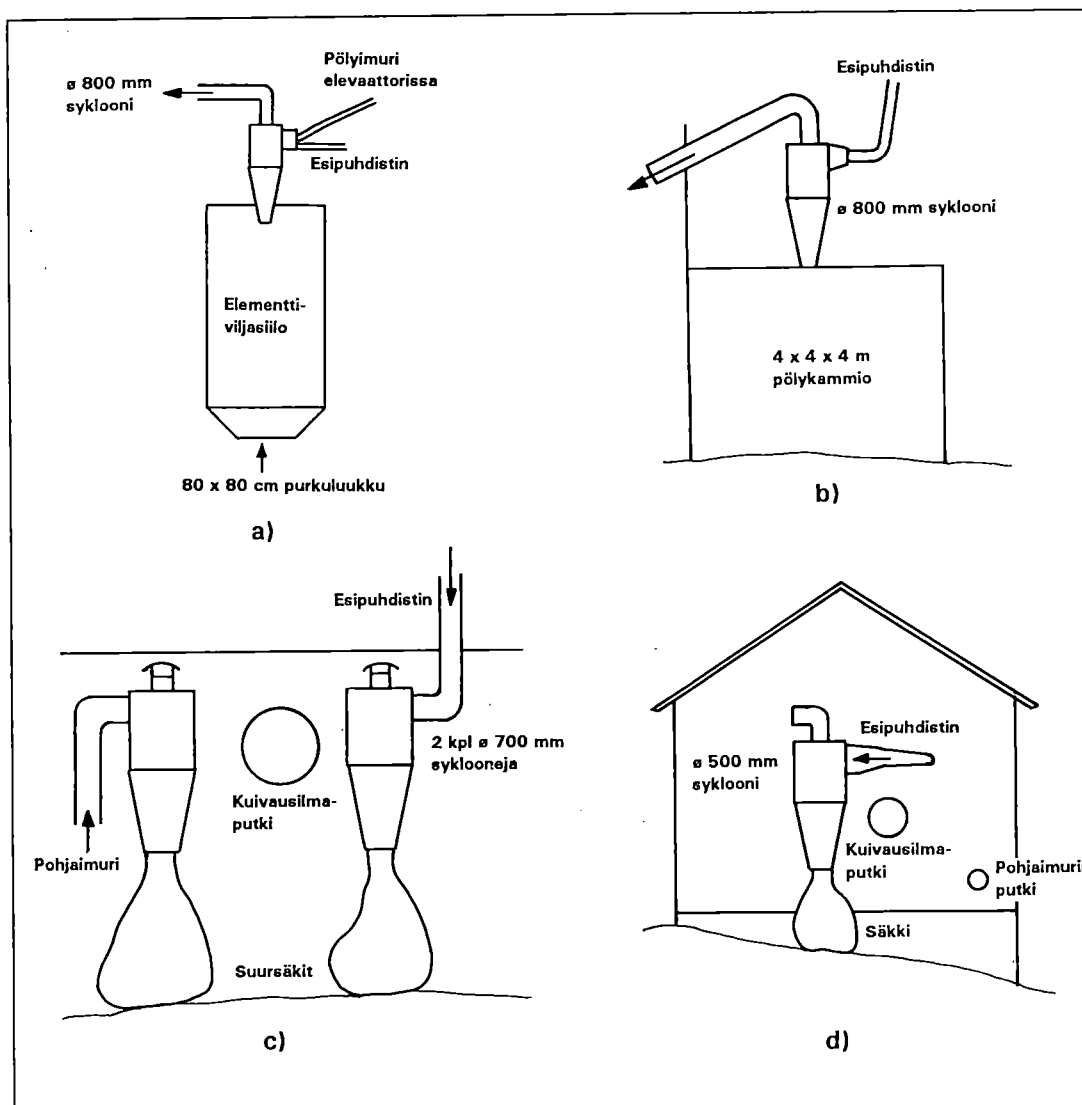 Pölyimuri
elevaattorissa
ø 800 mm
sylooni
Esipuhdistin
Elementti-
viljasiilo
80 x 80 cm purkuluukku
a)
Esipuhdistin
ø 800 mm syklooni
4 x 4 x 4 m
pölykammio
b)
Esipuhdistin
2 kpl ø 700 mm
syklooneja
Kuivausilma-
putki
Pohjaimuri
Suursäkit
c)
Esipuhdistin
ø 500 mm
syklooni
Kuivausilma-
putki
Pohjaimuri-
putki
Säkki
d)